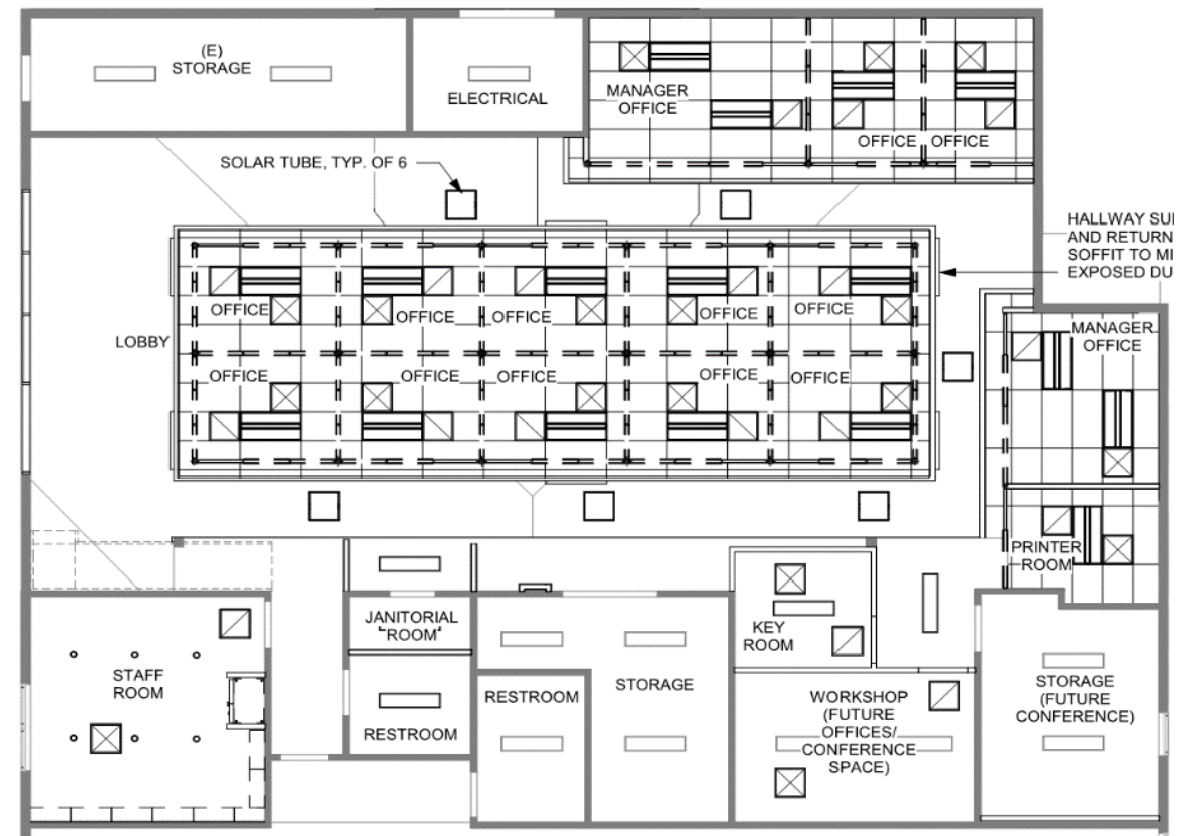 (E)
STORAGE
ELECTRICAL
MANAGER
OFFICE
OFFICE
OFFICE
SOLAR TUBE, TYP. OF 6
HALLWAY SU
AND RETURN
SOFFIT TO MI
EXPOSED DU
OFFICE
OFFICE
OFFICE
OFFICE
OFFICE
LOBBY
OFFICE
OFFICE
OFFICE
OFFICE
OFFICE
MANAGER
OFFICE
PRINTER
ROOM
JANITORIAL
ROOM
KEY
ROOM
STAFF
ROOM
RESTROOM
RESTROOM
STORAGE
WORKSHOP
(FUTURE
OFFICES/
CONFERENCE
SPACE)
STORAGE
(FUTURE
CONFERENCE)